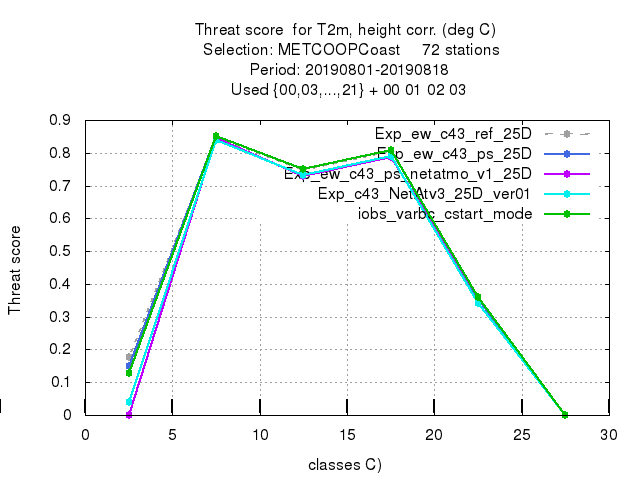 Threat score  for T2m, height corr. (deg C)
Selection: METCOOPCoast     72 stations
Period: 20190801-20190818
Used {00,03,...,21} + 00 01 02 03
Exp_ew_c43_ref_25D
Exp_ew_c43_ps_25D
Exp_ew_c43_ps_netatmo_v1_25D
Exp_c43_NetAtv3_25D_ver01
iobs_varbc_cstart_mode
Threat score
0.9
0.8
0.7
0.6
0.5
0.4
0.3
0.2
0.1
0
0 5 10 15 20 25 30
classes C)